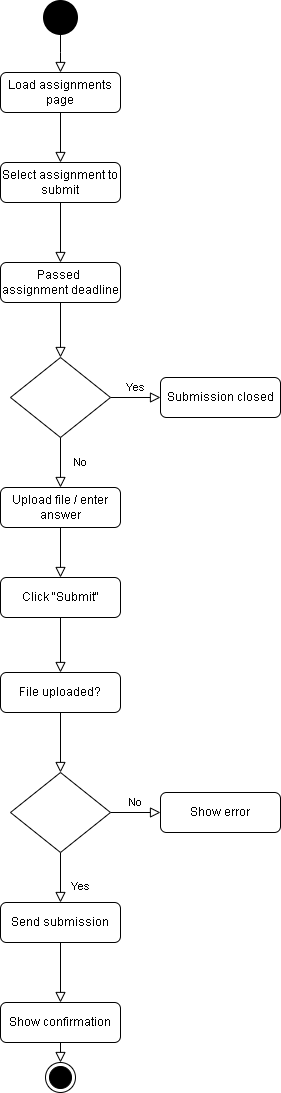 Load assignments
page
Select assignment to
submit
Passed
assignment deadline
Yes
Submission closed
No
Upload file / enter
answer
Click "Submit"
File uploaded?
No
Show error
Yes
Send submission
Show confirmation